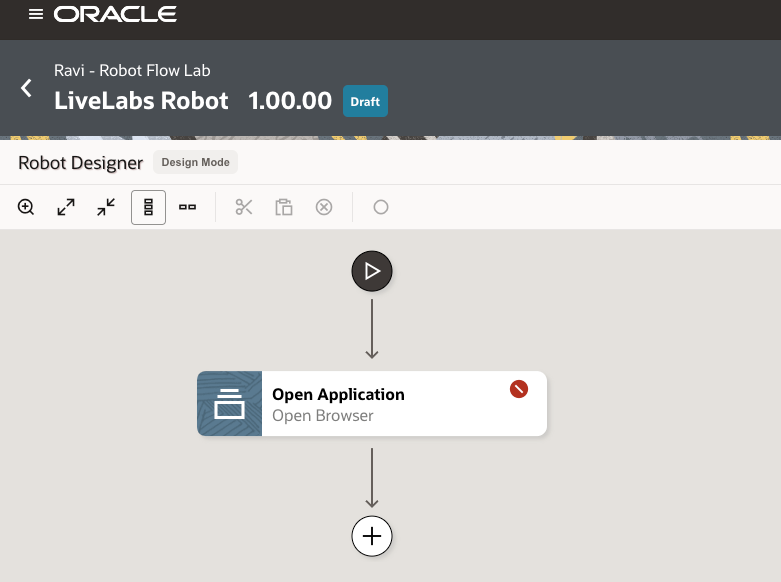 ORACLE
Ravi - Robot Flow Lab
LiveLabs Robot 1.00.00 Draft
Robot Designer Design Mode
Open Application
Open Browser